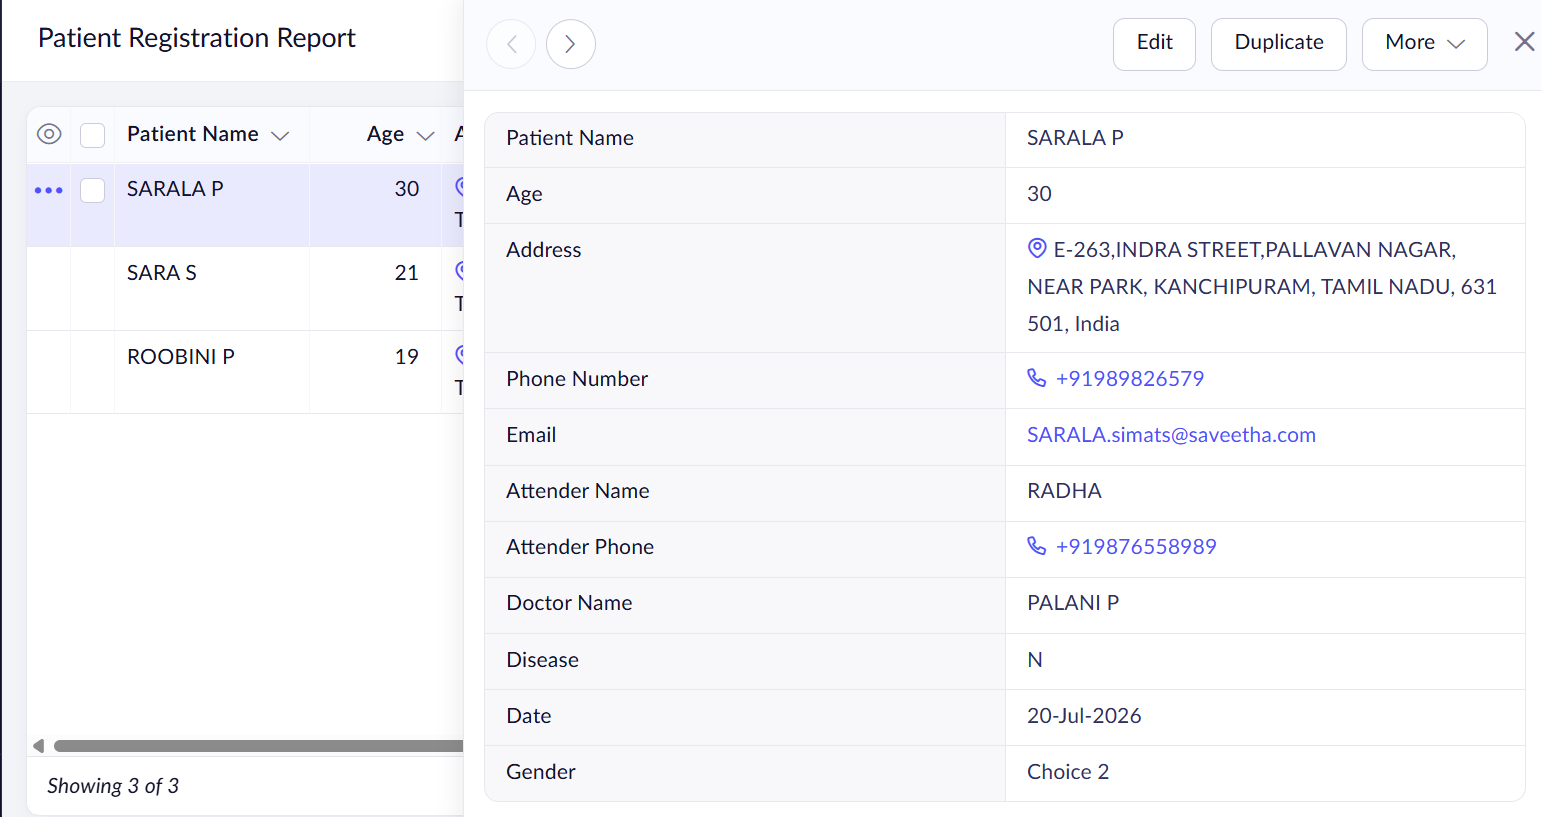 Patient Registration Report
Edit
Duplicate
More
Patient Name
Age
SARALA P
30
SARA S
21
ROOBINI P
19
Showing 3 of 3
Patient Name
SARALA P
Age
30
Address
E-263,INDRA STREET,PALLAVAN NAGAR,
NEAR PARK, KANCHIPURAM, TAMIL NADU, 631
501, India
Phone Number
+91989826579
Email
SARALA.simats@saveetha.com
Attender Name
RADHA
Attender Phone
+919876558989
Doctor Name
PALANI P
Disease
N
Date
20-Jul-2026
Gender
Choice 2